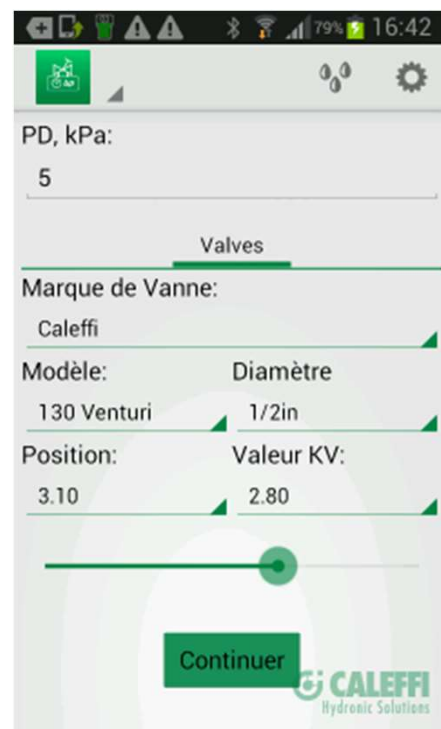 79% 16:42
PD, kPa:
5
Valves
Marque de Vanne:
Caleffi
Modèle: Diamètre
130 Venturi 1/2in
Position: Valeur KV:
3.10 2.80
Continuer
CALEFFI
Hydronic Solutions